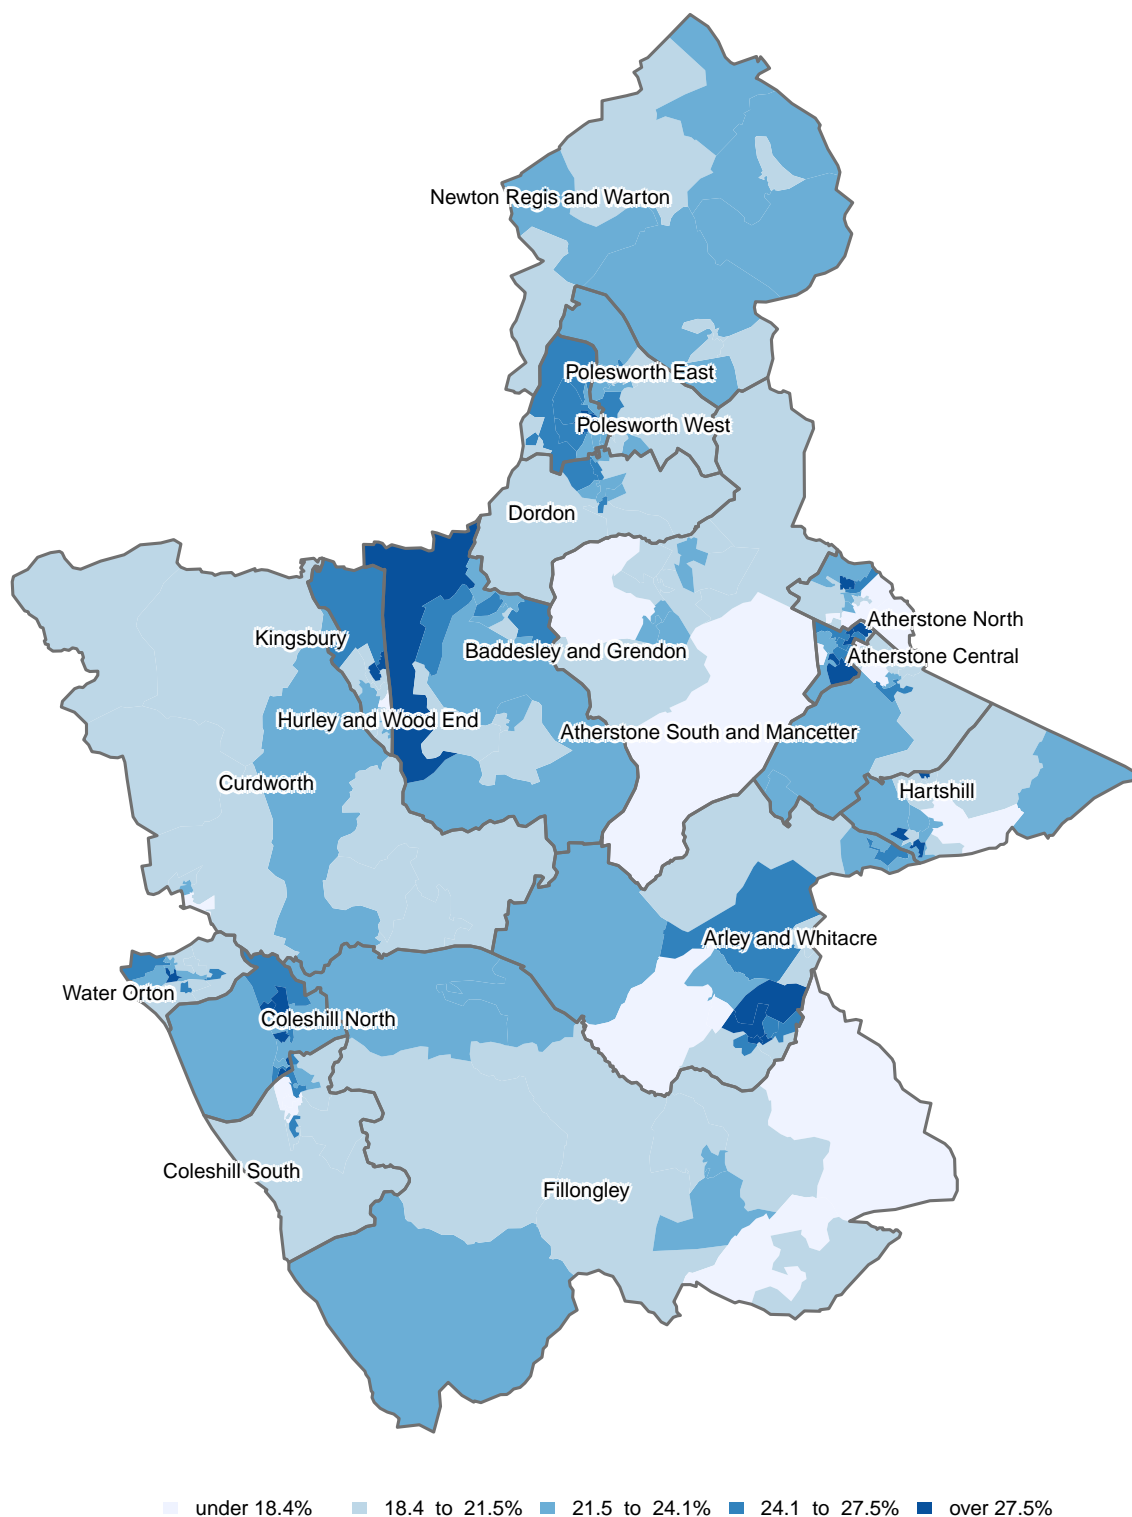 Newton Regis and Warton
Polesworth East
Polesworth West
Dordon
Atherstone North
Kingsbury
Baddesley and Grendon
Atherstone Central
Hurley and Wood End
Atherstone South and Mancetter
Curdworth
Hartshill
Arley and Whitacre
Water Orton
Coleshill North
Coleshill South
Fillongley
under 18.4% 18.4 to 21.5% 21.5 to 24.1% 24.1 to 27.5% over 27.5%